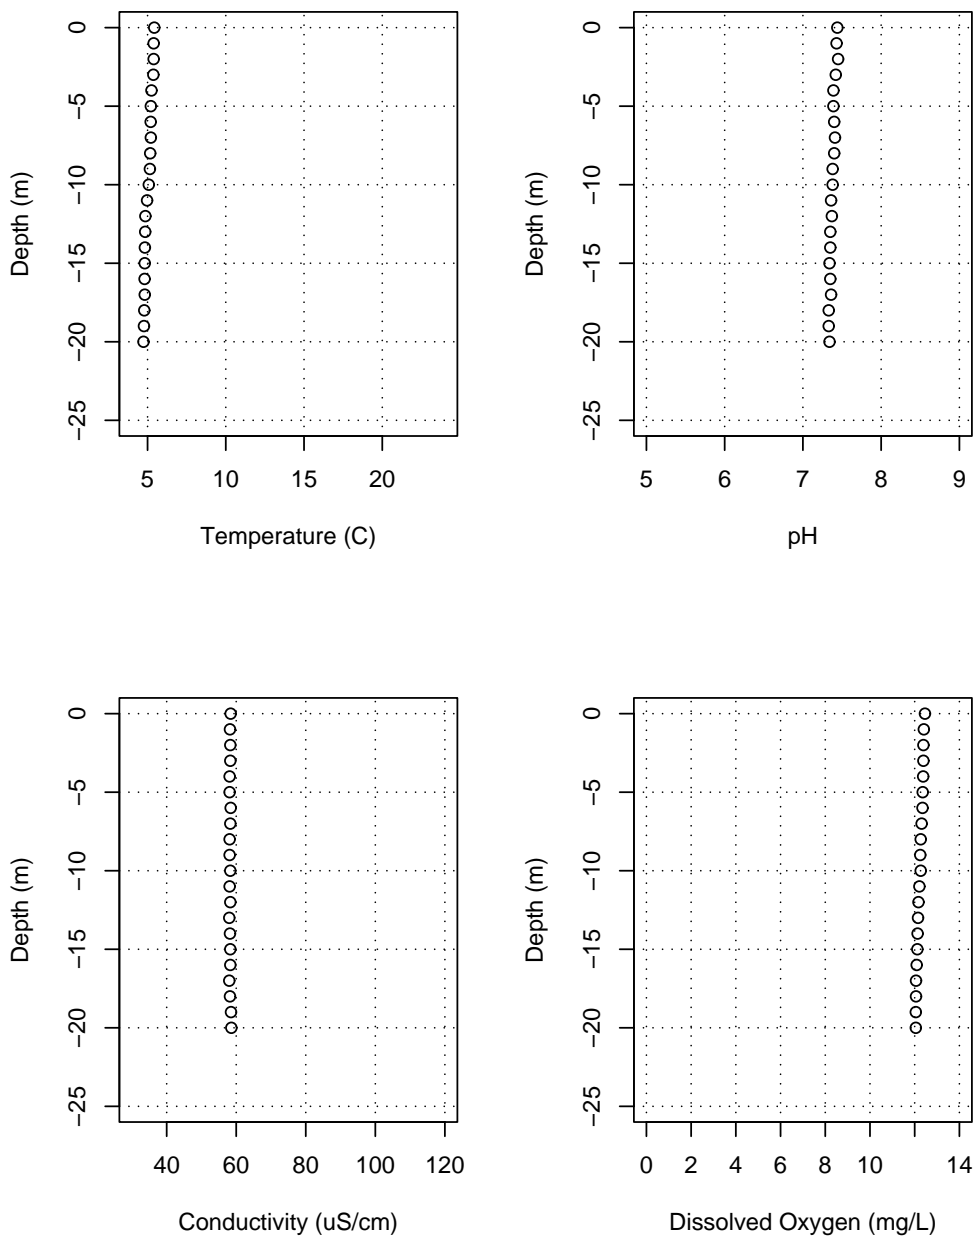 0
−5
−10
−15
−20
−25
Depth (m)
5 10 15 20
Temperature (C)
0
−5
−10
−15
−20
−25
Depth (m)
5 6 7 8 9
pH
0
−5
−10
−15
−20
−25
Depth (m)
40 60 80 100 120
Conductivity (uS/cm)
0
−5
−10
−15
−20
−25
Depth (m)
0 2 4 6 8 10 14
Dissolved Oxygen (mg/L)